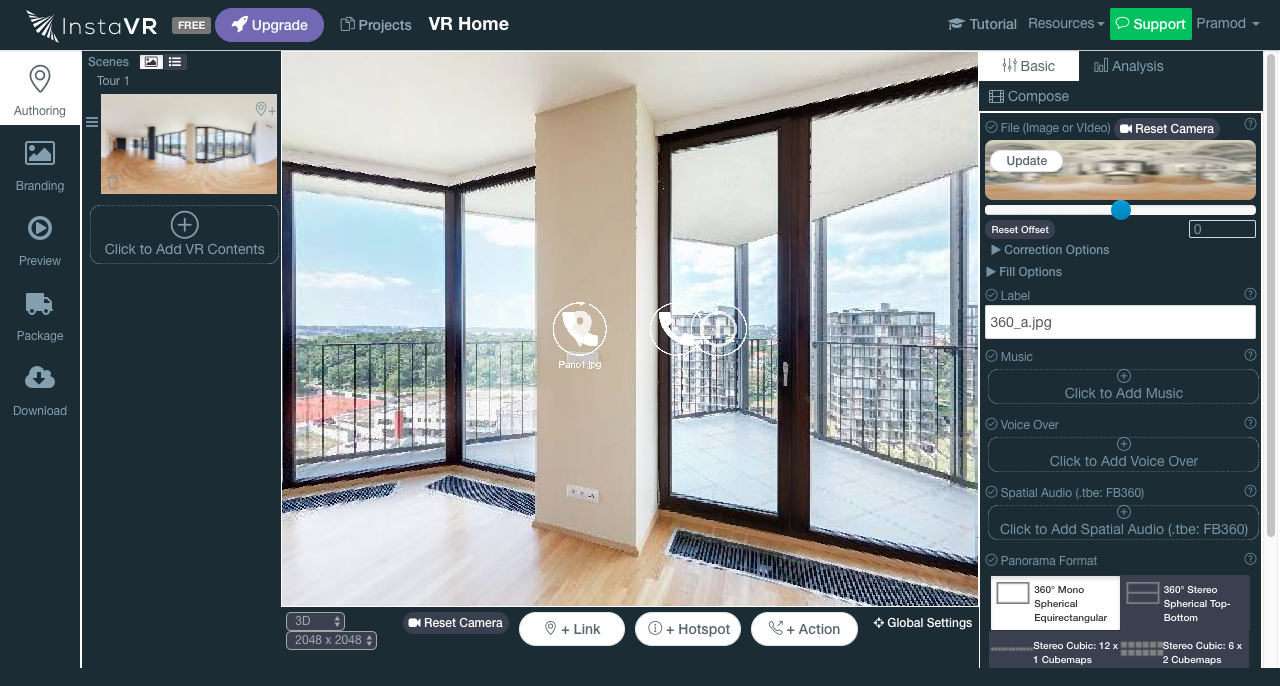 InstaVR
FREE
Upgrade
Projects
VR Home
Tutorial
Resources
Support
Pramod
Authoring
Branding
Preview
Package
Download
Scenes
Tour 1
Click to Add VR Contents
Pano1.jpg
3D
2048 x 2048
Reset Camera
+ Link
+ Hotspot
+ Action
Global Settings
Basic
Analysis
Compose
File (Image or VIdeo)
Reset Camera
Update
Reset Offset
0
Correction Options
Fill Options
Label
360_a.jpg
Music
Click to Add Music
Voice Over
Click to Add Voice Over
Spatial Audio (.tbe: FB360)
Click to Add Spatial Audio (.tbe: FB360)
Panorama Format
360° Mono
Spherical
Equirectangular
360° Stereo
Spherical Top-
Bottom
Stereo Cubic: 12 x
1 Cubemaps
Stereo Cubic: 6 x
2 Cubemaps